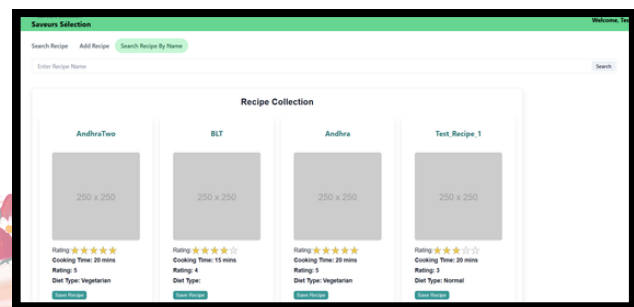 Saveurs Sélection
Welcome, Tes
Search Recipe Add Recipe Search Recipe By Name
Enter Recipe Name
Search
Recipe Collection
AndhraTwo BLT Andhra Test_Recipe_1
250 x 250 250 x 250 250 x 250 250 x 250
Rating: Rating: Rating: Rating:
Cooking Time: 20 mins Cooking Time: 15 mins Cooking Time: 20 mins Cooking Time: 20 mins
Rating: 5 Rating: 4 Rating: 5 Rating: 3
Diet Type: Vegetarian Diet Type: Diet Type: Vegetarian Diet Type: Normal
Save Recipe Save Recipe Save Recipe Save Recipe